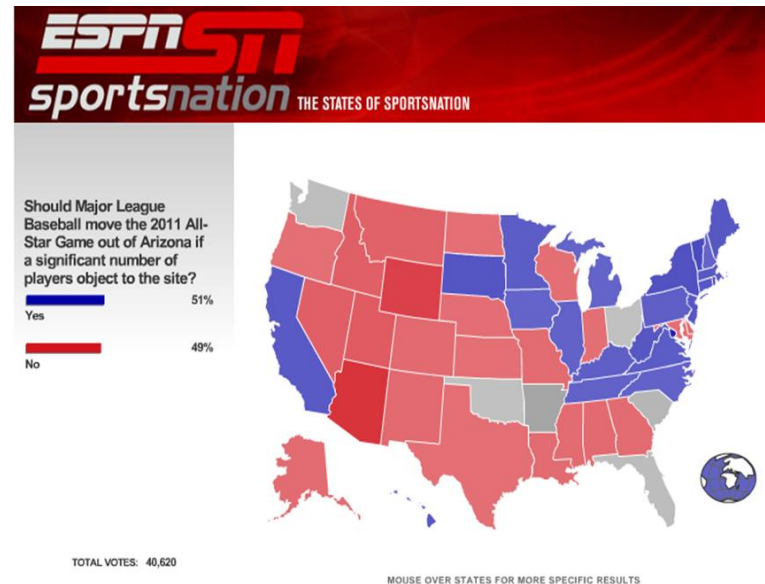 ESPN SN
sportsnation THE STATES OF SPORTSNATION
Should Major League
Baseball move the 2011 All-
Star Game out of Arizona if
a significant number of
players object to the site?
51%
Yes
49%
No
TOTAL VOTES: 40,620
MOUSE OVER STATES FOR MORE SPECIFIC RESULTS